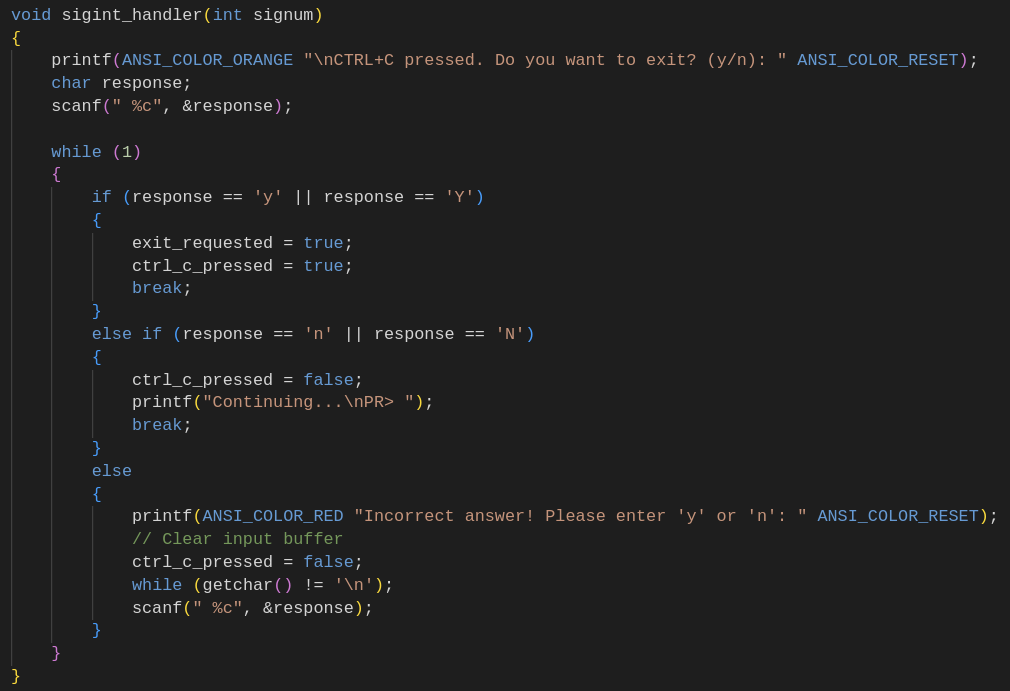 void sigint_handler(int signum)
{
    printf(ANSI_COLOR_ORANGE "\nCTRL+C pressed. Do you want to exit? (y/n): " ANSI_COLOR_RESET);
    char response;
    scanf(" %c", &response);

    while (1)
    {
        if (response == 'y' || response == 'Y')
        {
            exit_requested = true;
            ctrl_c_pressed = true;
            break;
        }
        else if (response == 'n' || response == 'N')
        {
            ctrl_c_pressed = false;
            printf("Continuing...\nPR> ");
            break;
        }
        else
        {
            printf(ANSI_COLOR_RED "Incorrect answer! Please enter 'y' or 'n': " ANSI_COLOR_RESET);
            // Clear input buffer
            ctrl_c_pressed = false;
            while (getchar() != '\n');
            scanf(" %c", &response);
        }
    }
}